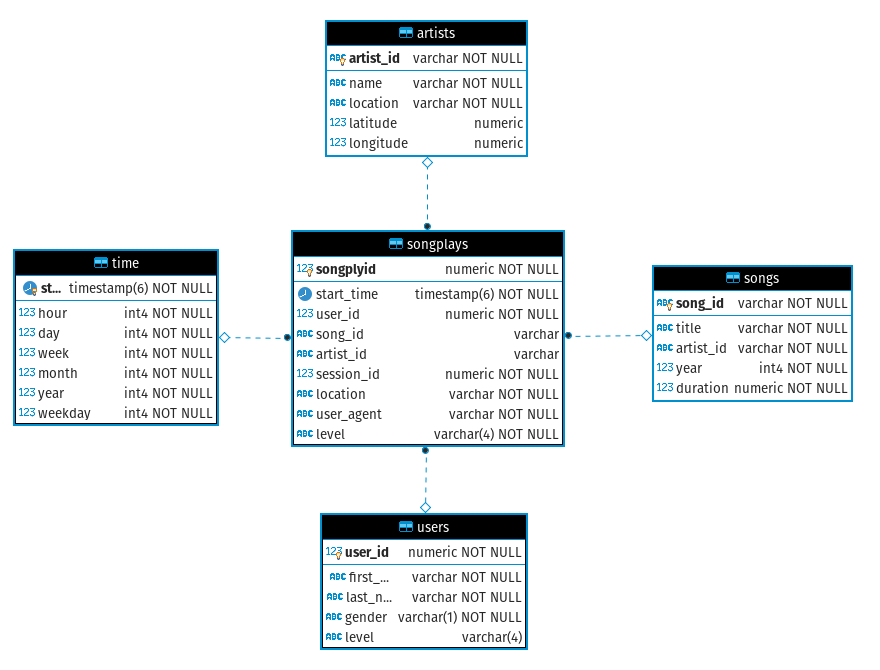 artists
ABC artist_id varchar NOT NULL
ABC name varchar NOT NULL
ABC location varchar NOT NULL
123 latitude numeric
123 longitude numeric
time
st... timestamp(6) NOT NULL
123 hour int4 NOT NULL
123 day int4 NOT NULL
123 week int4 NOT NULL
123 month int4 NOT NULL
123 year int4 NOT NULL
123 weekday int4 NOT NULL
songplays
123 songplyid numeric NOT NULL
start_time timestamp(6) NOT NULL
123 user_id numeric NOT NULL
ABC song_id varchar
ABC artist_id varchar
123 session_id numeric NOT NULL
ABC location varchar NOT NULL
ABC user_agent varchar NOT NULL
ABC level varchar(4) NOT NULL
songs
ABC song_id varchar NOT NULL
ABC title varchar NOT NULL
ABC artist_id varchar NOT NULL
123 year int4 NOT NULL
123 duration numeric NOT NULL
users
123 user_id numeric NOT NULL
ABC first_... varchar NOT NULL
ABC last_n... varchar NOT NULL
ABC gender varchar(1) NOT NULL
ABC level varchar(4)